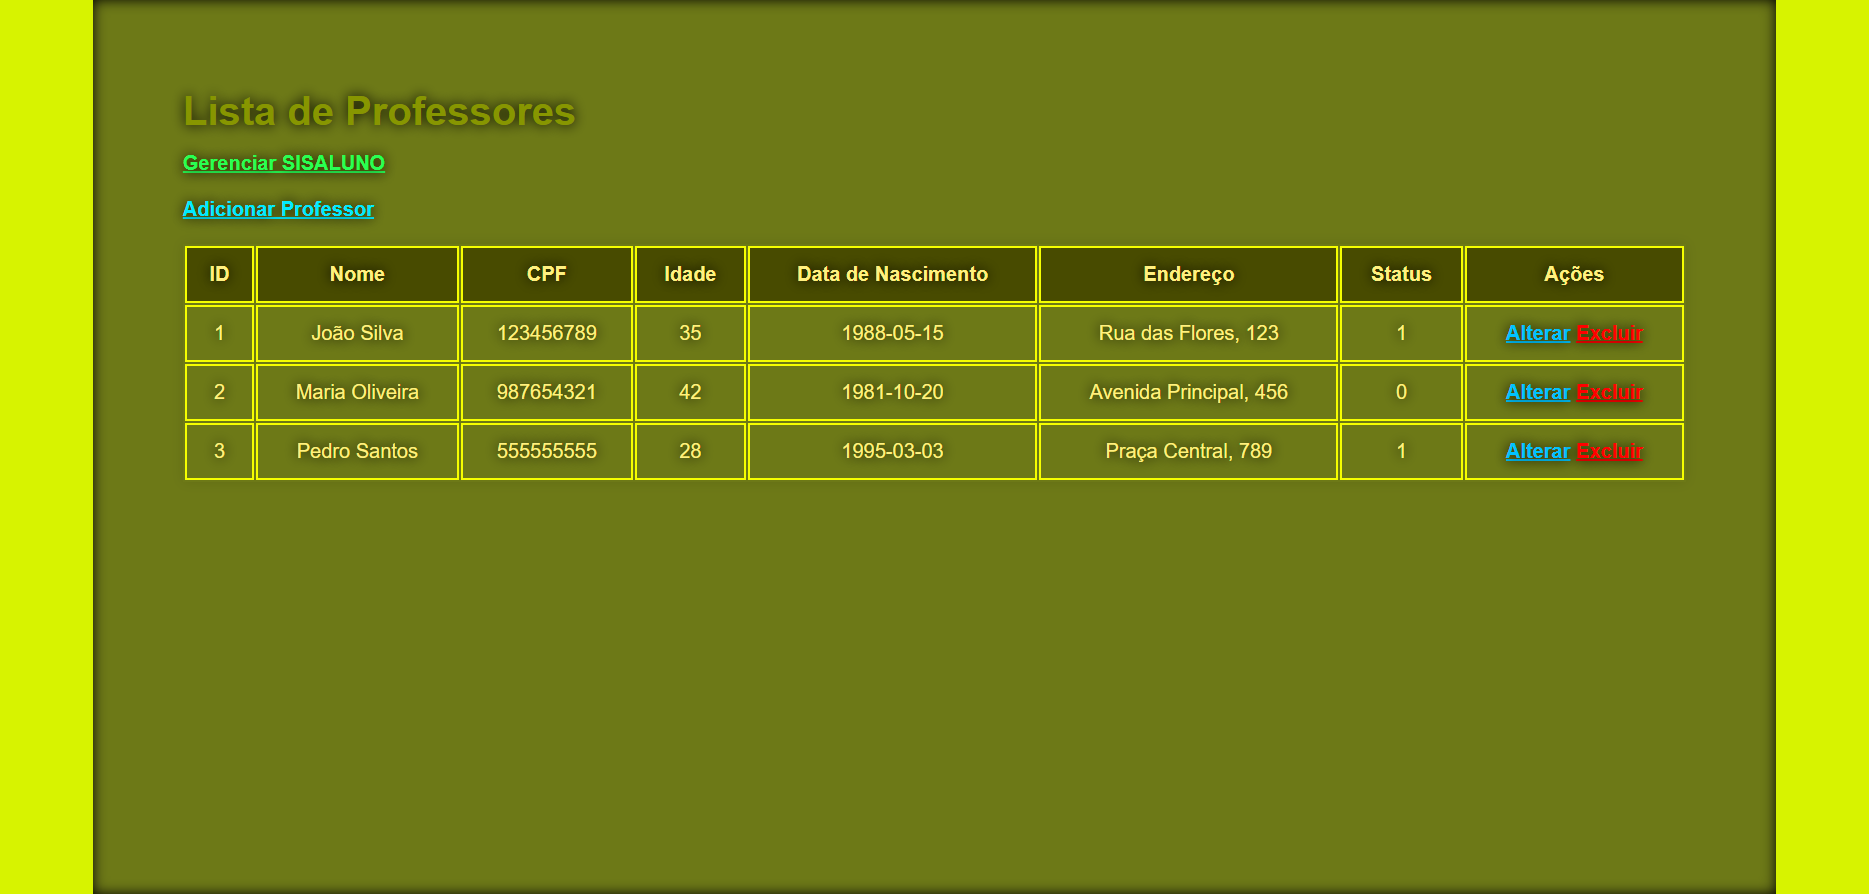 Lista de Professores
Gerenciar SISALUNO
Adicionar Professor
ID Nome CPF Idade Data de Nascimento Endereço Status Ações
1 João Silva 123456789 35 1988-05-15 Rua das Flores, 123 1 Alterar Excluir
2 Maria Oliveira 987654321 42 1981-10-20 Avenida Principal, 456 0 Alterar Excluir
3 Pedro Santos 555555555 28 1995-03-03 Praça Central, 789 1 Alterar Excluir